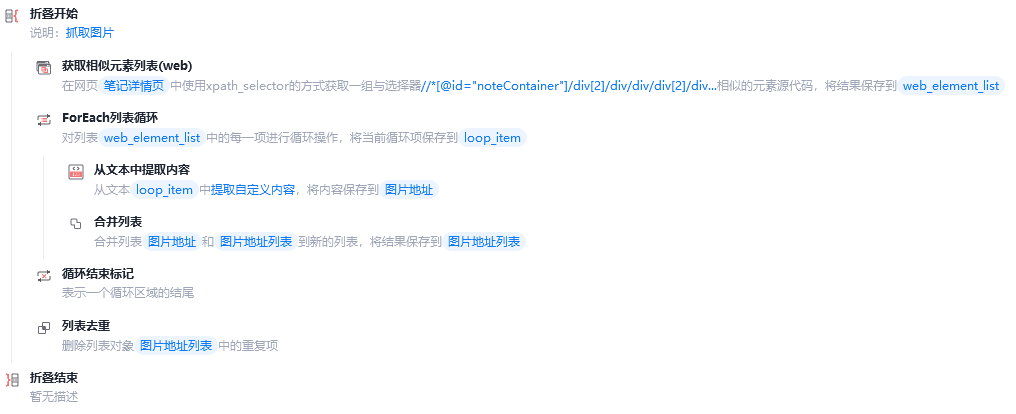 折叠开始
说明：抓取图片
获取相似元素列表(web)
在网页 笔记详情页 中使用xpath_selector的方式获取一组与选择器//*[@id="noteContainer"]/div[2]/div/div/div[2]/div...相似的元素源代码，将结果保存到 web_element_list
ForEach列表循环
对列表 web_element_list 中的每一项进行循环操作，将当前循环项保存到 loop_item
从文本中提取内容
从文本 loop_item 中提取自定义内容，将内容保存到 图片地址
合并列表
合并列表 图片地址 和 图片地址列表 到新的列表，将结果保存到 图片地址列表
循环结束标记
表示一个循环区域的结尾
列表去重
删除列表对象 图片地址列表 中的重复项
折叠结束
暂无描述